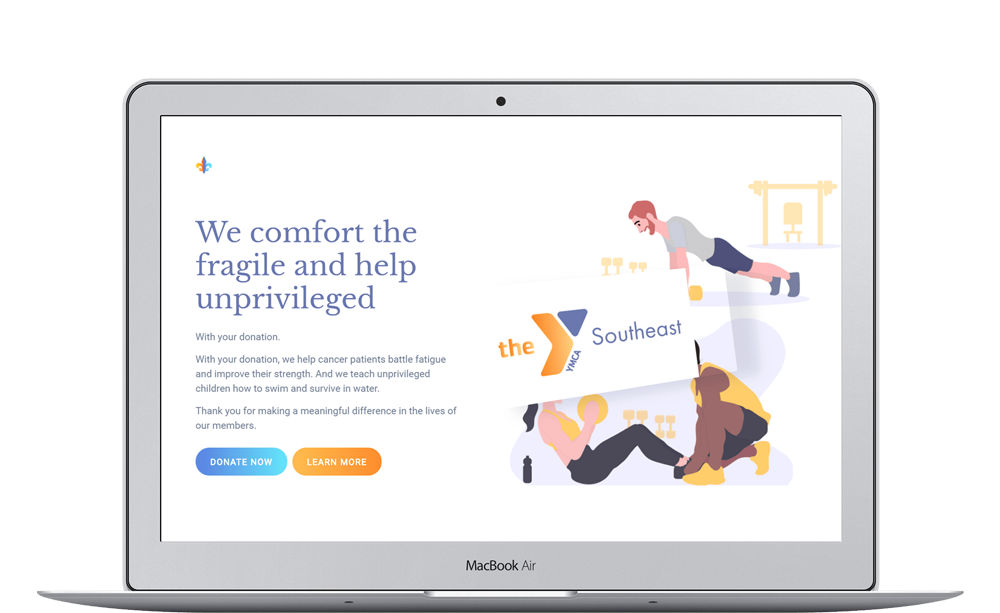 We comfort the
fragile and help
unprivileged
With your donation.
With your donation, we help cancer patients battle fatigue
and improve their strength. And we teach unprivileged
children how to swim and survive in water.
Thank you for making a meaningful difference in the lives of
our members.
DONATE NOW
LEARN MORE
the YMCA Southeast
MacBook Air